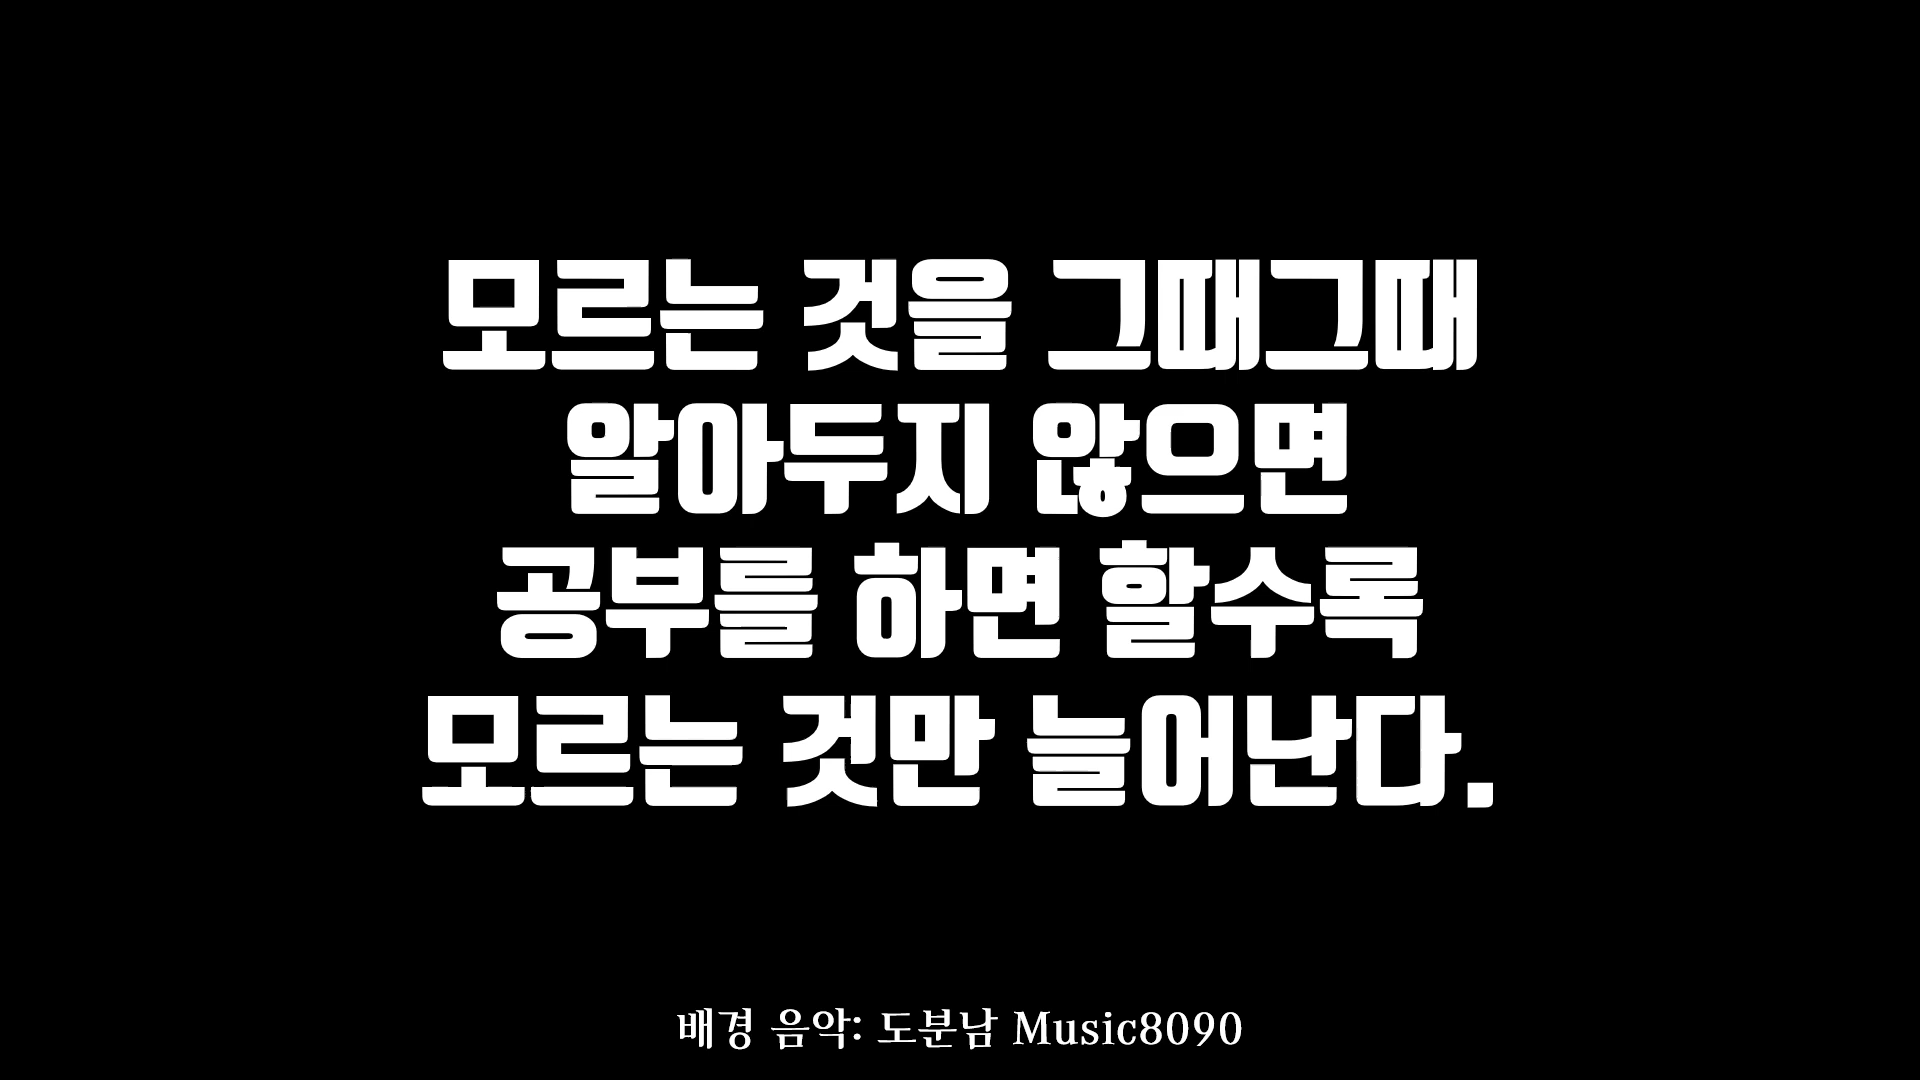 모르는 것을 그때그때
알아두지 않으면
공부를 하면 할수록
모르는 것만 늘어난다.
배경 음악: 도분남 Music8090